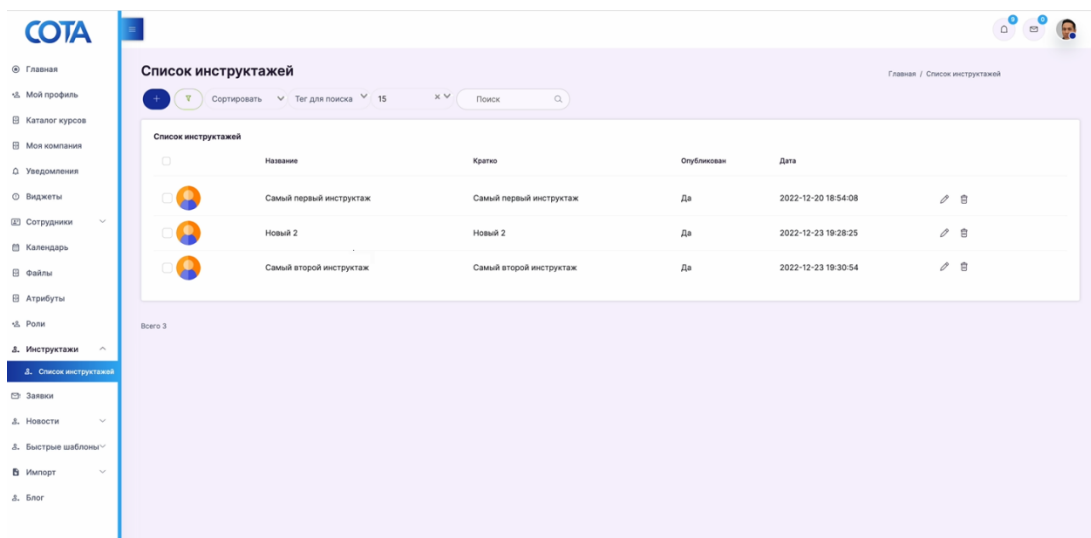 СОТА
0
0
Главная
Мой профиль
Каталог курсов
Моя компания
Уведомления
Виджеты
Сотрудники
Календарь
Файлы
Атрибуты
Роли
Инструктажи
Список инструктажей
Заявки
Новости
Быстрые шаблоны
Импорт
Блог
Список инструктажей
Главная / Список инструктажей
+ Сортировать Тег для поиска 15 × Поиск
Список инструктажей
Название Кратко Опубликован Дата
Самый первый инструктаж Самый первый инструктаж Да 2022-12-20 18:54:08
Новый 2 Новый 2 Да 2022-12-23 19:28:25
Самый второй инструктаж Самый второй инструктаж Да 2022-12-23 19:30:54
Всего 3